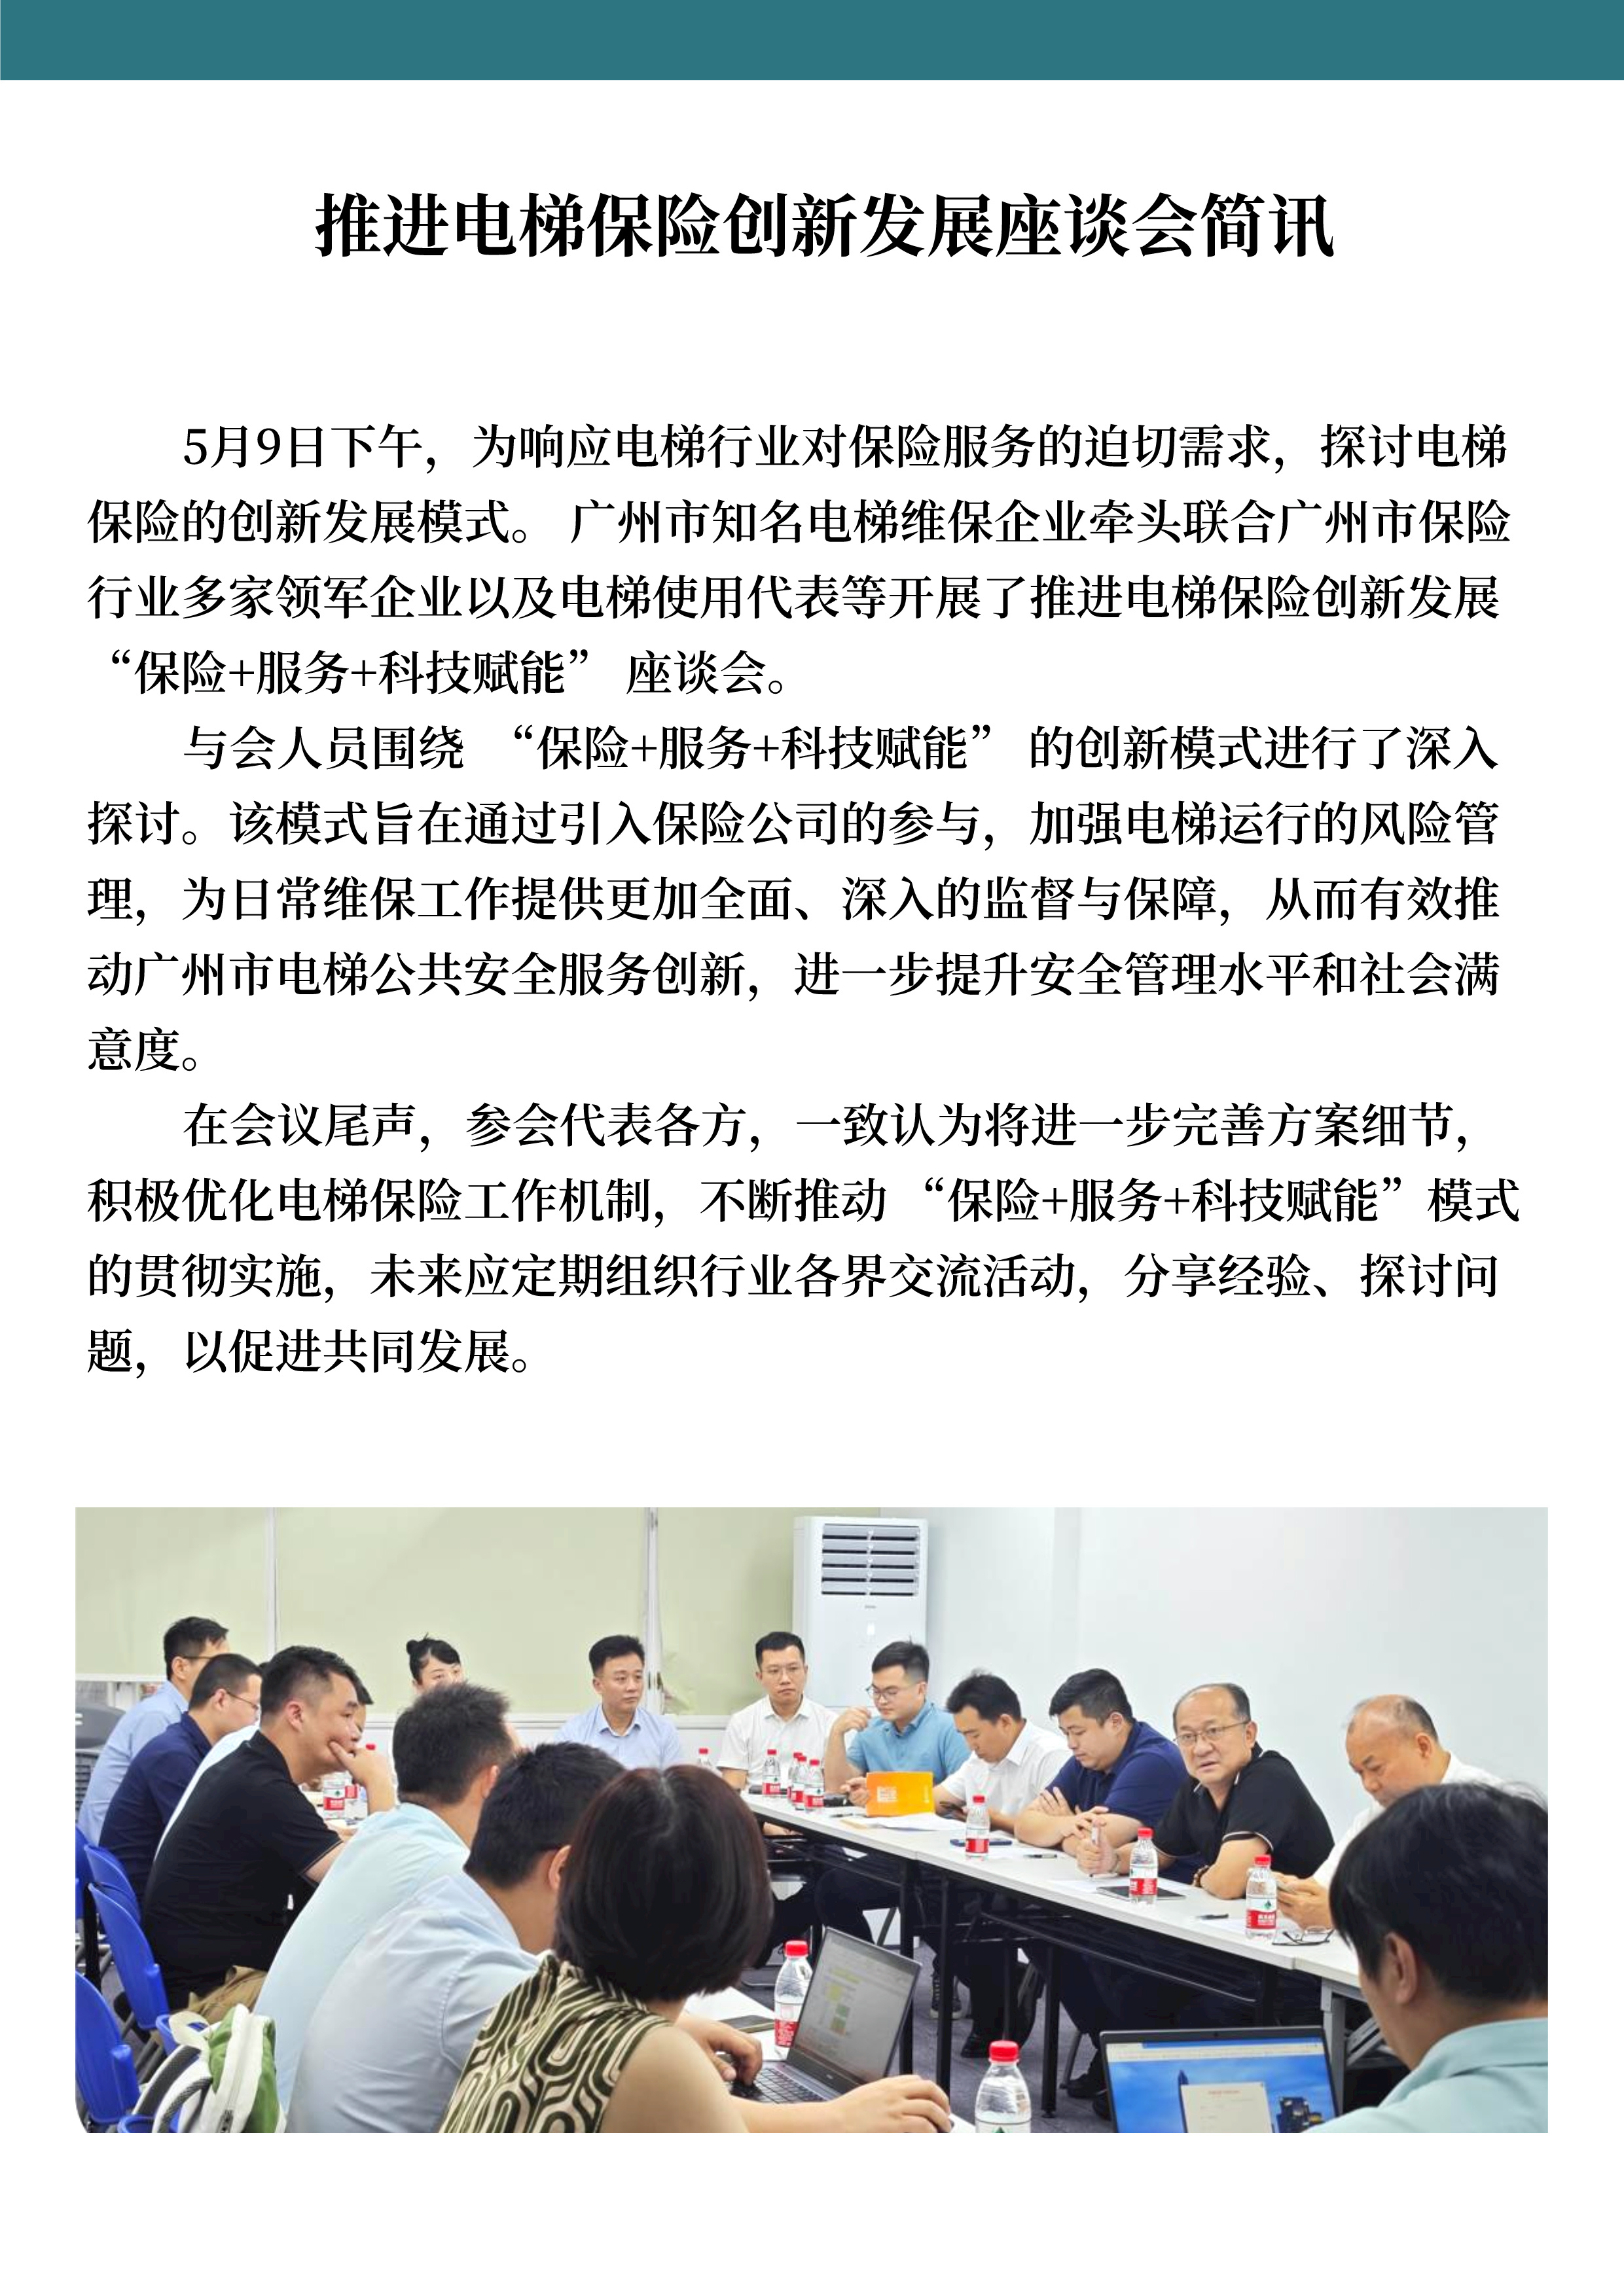 推进电梯保险创新发展座谈会简讯
5月9日下午，为响应电梯行业对保险服务的迫切需求，探讨电梯
保险的创新发展模式。 广州市知名电梯维保企业牵头联合广州市保险
行业多家领军企业以及电梯使用代表等开展了推进电梯保险创新发展
“保险+服务+科技赋能” 座谈会。
与会人员围绕 “保险+服务+科技赋能” 的创新模式进行了深入
探讨。该模式旨在通过引入保险公司的参与，加强电梯运行的风险管
理，为日常维保工作提供更加全面、深入的监督与保障，从而有效推
动广州市电梯公共安全服务创新，进一步提升安全管理水平和社会满
意度。
在会议尾声，参会代表各方，一致认为将进一步完善方案细节，
积极优化电梯保险工作机制，不断推动 “保险+服务+科技赋能”模式
的贯彻实施，未来应定期组织行业各界交流活动，分享经验、探讨问
题，以促进共同发展。